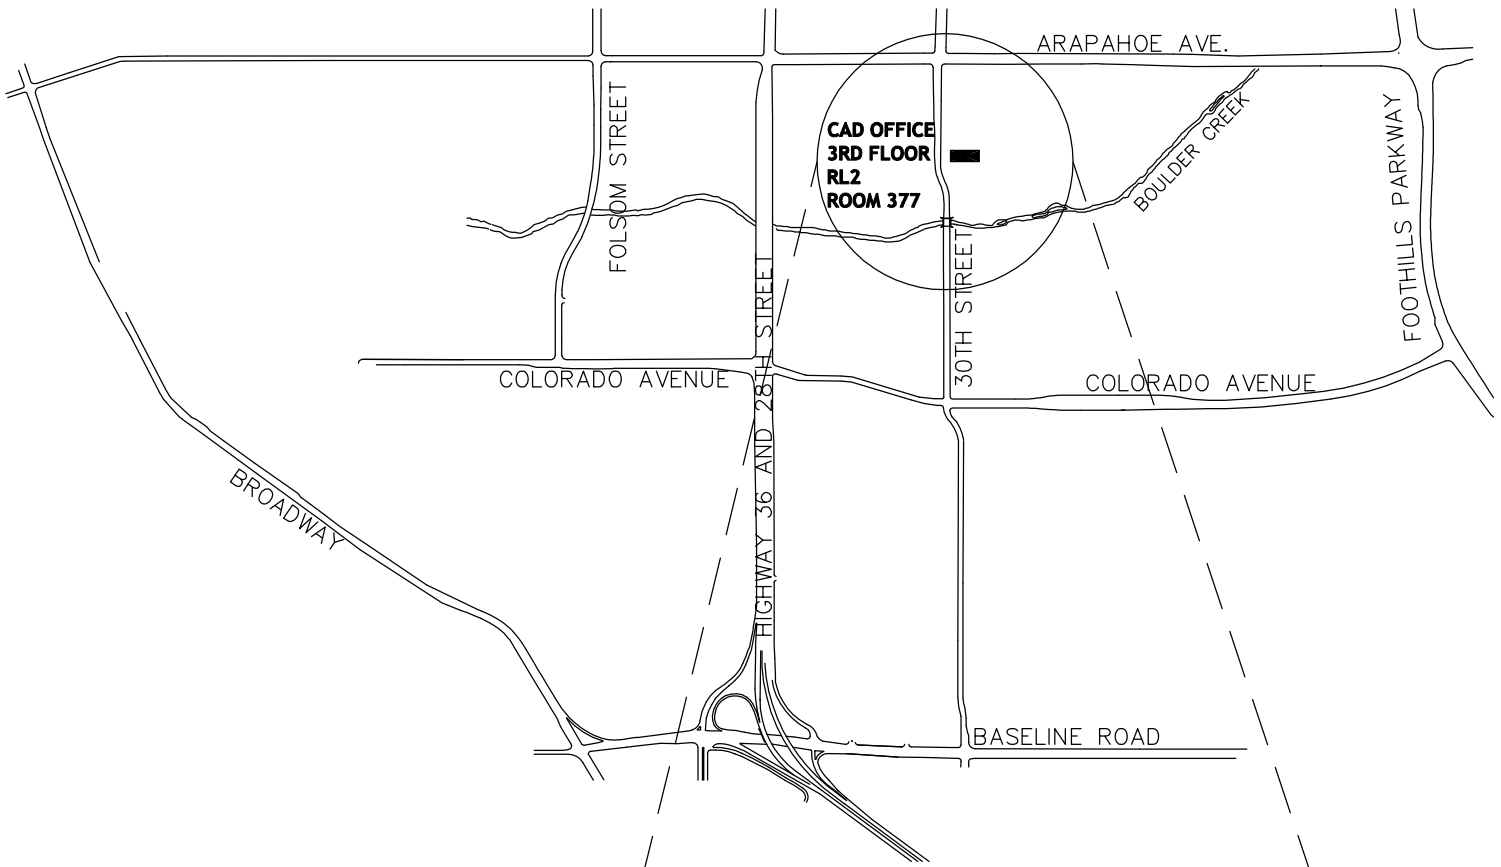 ARAPAHOE AVE.
FOLSOM STREET
CAD OFFICE
3RD FLOOR
RL2
ROOM 377
BOULDER CREEK
FOOTHILLS PARKWAY
30TH STREET
HIGHWAY 36 AND 28TH STREET
COLORADO AVENUE
COLORADO AVENUE
BROADWAY
BASELINE ROAD